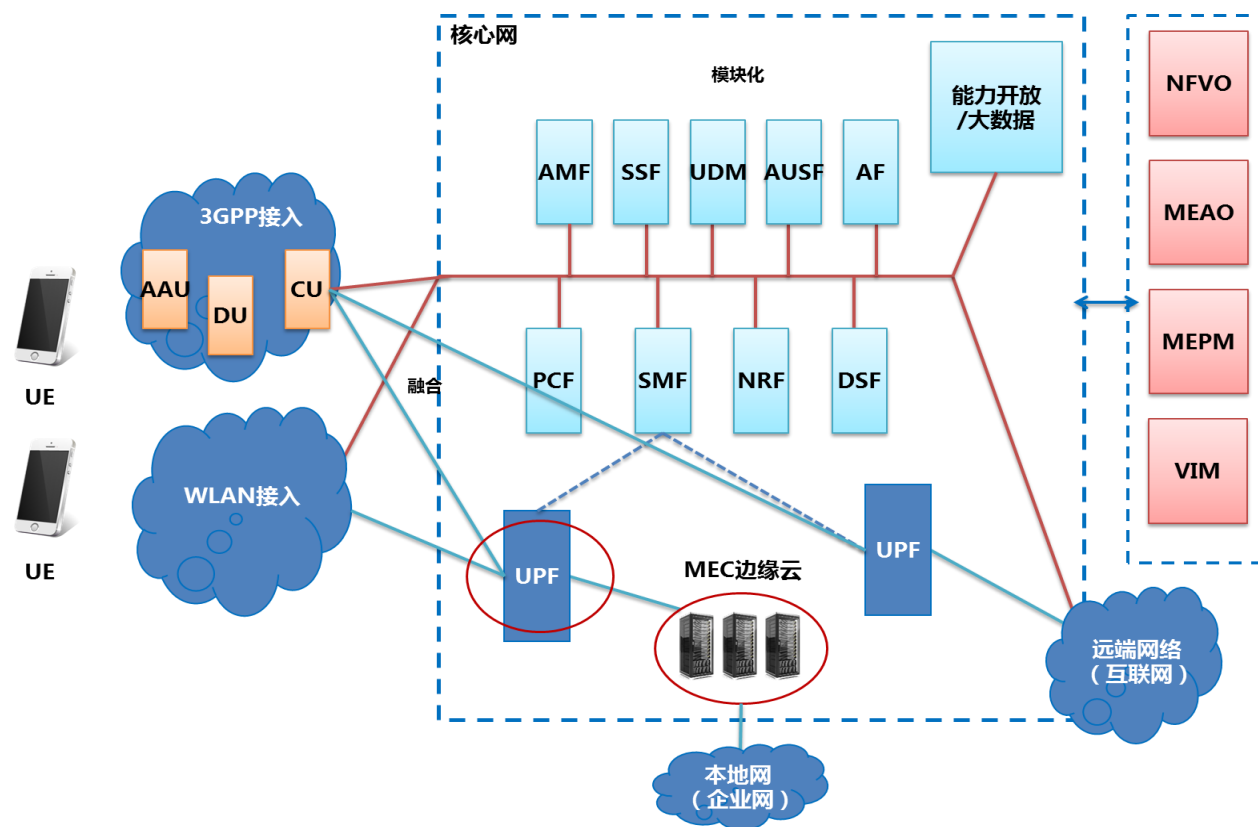 核心网
模块化
能力开放
/大数据
NFVO
AMF
SSF
UDM
AUSF
AF
MEAO
3GPP接入
AAU
DU
CU
UE
融合
PCF
SMF
NRF
DSF
MEPM
VIM
WLAN接入
UE
UPF
MEC边缘云
UPF
远端网络
（互联网）
本地网
（企业网）